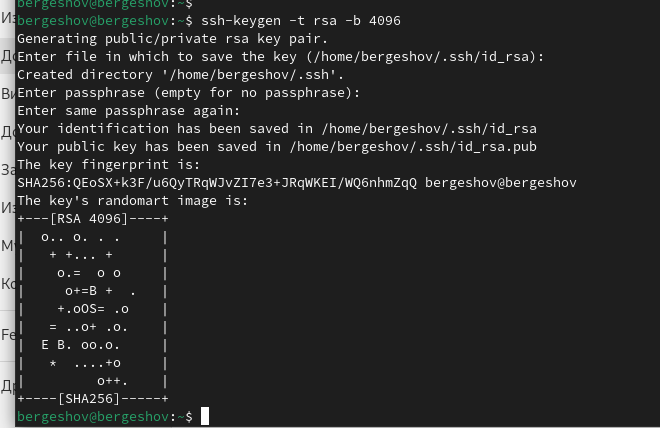 bergeshov@bergeshov:~$
bergeshov@bergeshov:~$ ssh-keygen -t rsa -b 4096
Generating public/private rsa key pair.
Enter file in which to save the key (/home/bergeshov/.ssh/id_rsa):
Created directory '/home/bergeshov/.ssh'.
Enter passphrase (empty for no passphrase):
Enter same passphrase again:
Your identification has been saved in /home/bergeshov/.ssh/id_rsa
Your public key has been saved in /home/bergeshov/.ssh/id_rsa.pub
The key fingerprint is:
SHA256:QEoSX+k3F/u6QyTRqWJvZI7e3+JRqWKEI/WQ6nhmZqQ bergeshov@bergeshov
The key's randomart image is:
+---[RSA 4096]----+
|  o.. o. . .     |
|   + +... +      |
|    o.=  o o     |
|     o+=B +  .   |
|    +.oOS= .o    |
|   = ..o+ .o.    |
|  E B. oo.o.     |
|   *  ....+o     |
|         o++.    |
+----[SHA256]-----+
bergeshov@bergeshov:~$